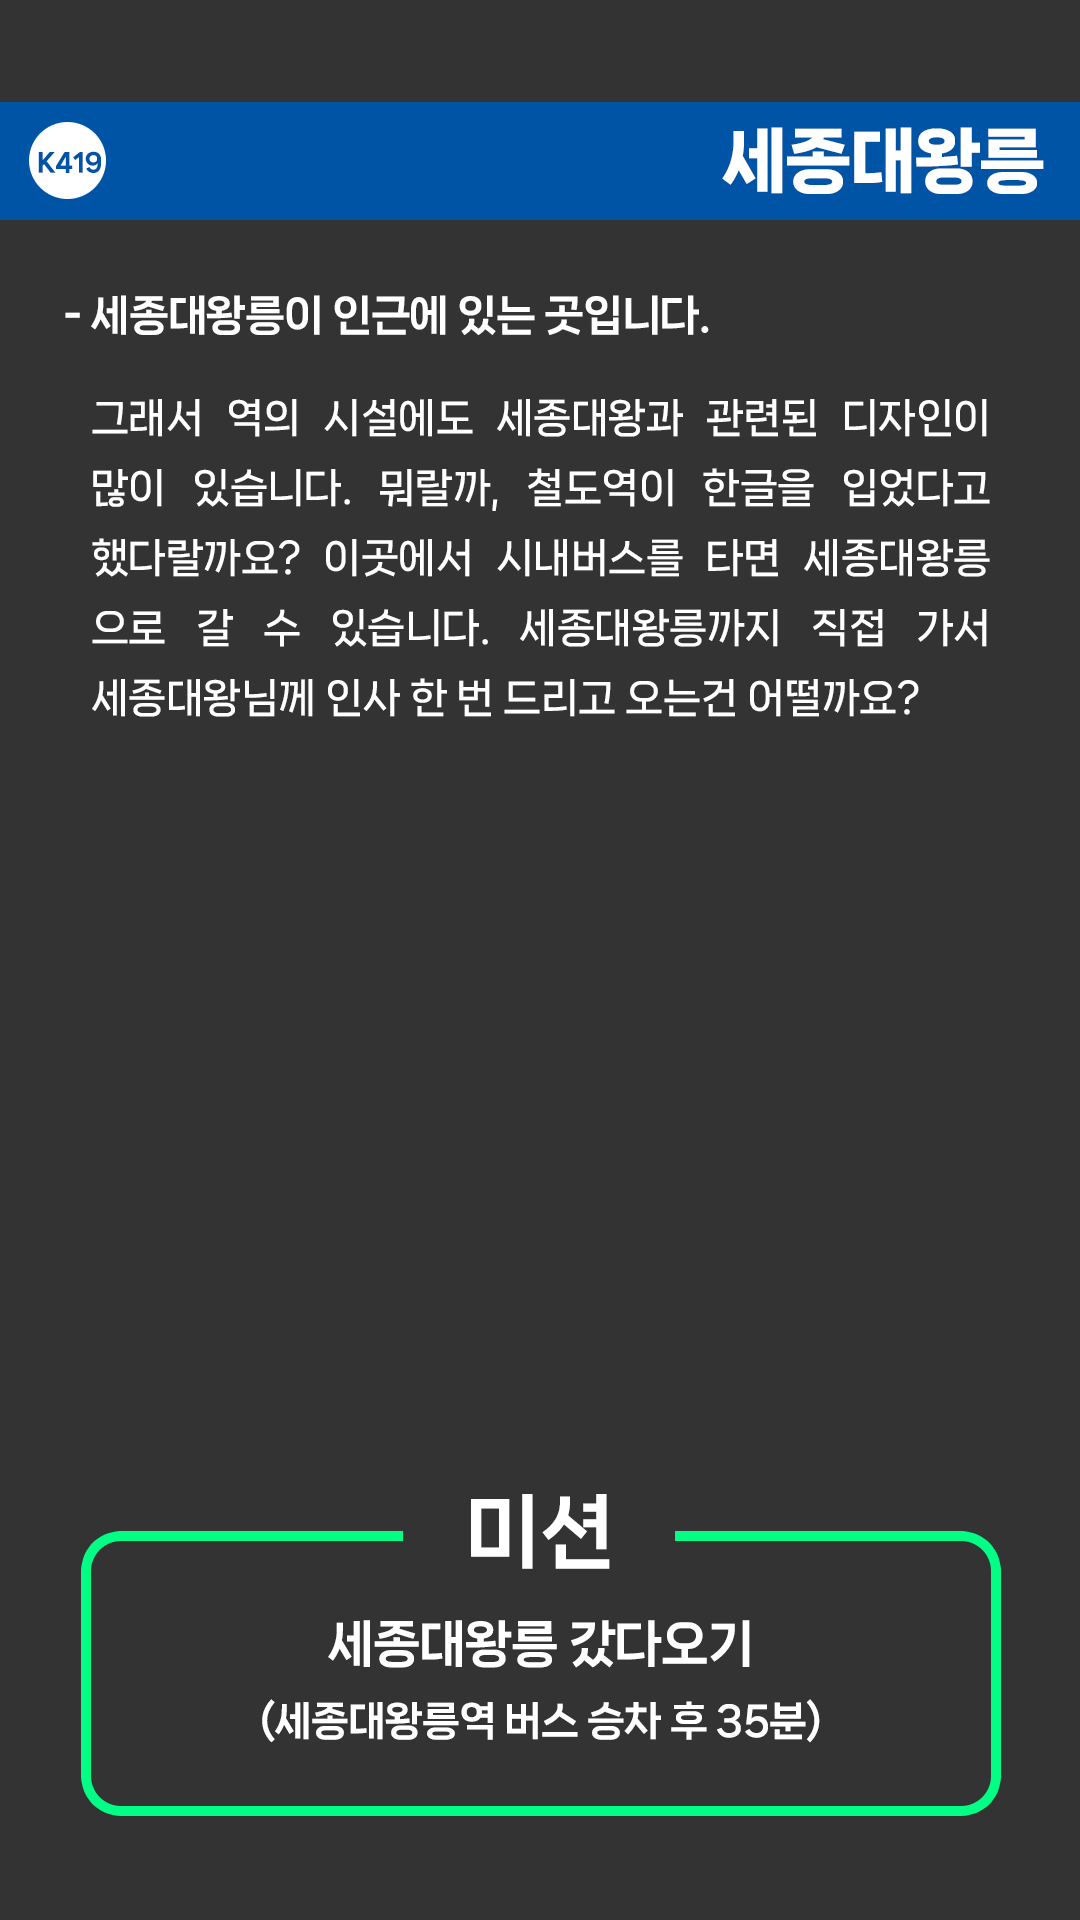 K419
세종대왕릉
- 세종대왕릉이 인근에 있는 곳입니다.
그래서 역의 시설에도 세종대왕과 관련된 디자인이
많이 있습니다. 뭐랄까, 철도역이 한글을 입었다고
했다랄까요? 이곳에서 시내버스를 타면 세종대왕릉
으로 갈 수 있습니다. 세종대왕릉까지 직접 가서
세종대왕님께 인사 한 번 드리고 오는건 어떨까요?
미션
세종대왕릉 갔다오기
(세종대왕릉역 버스 승차 후 35분)